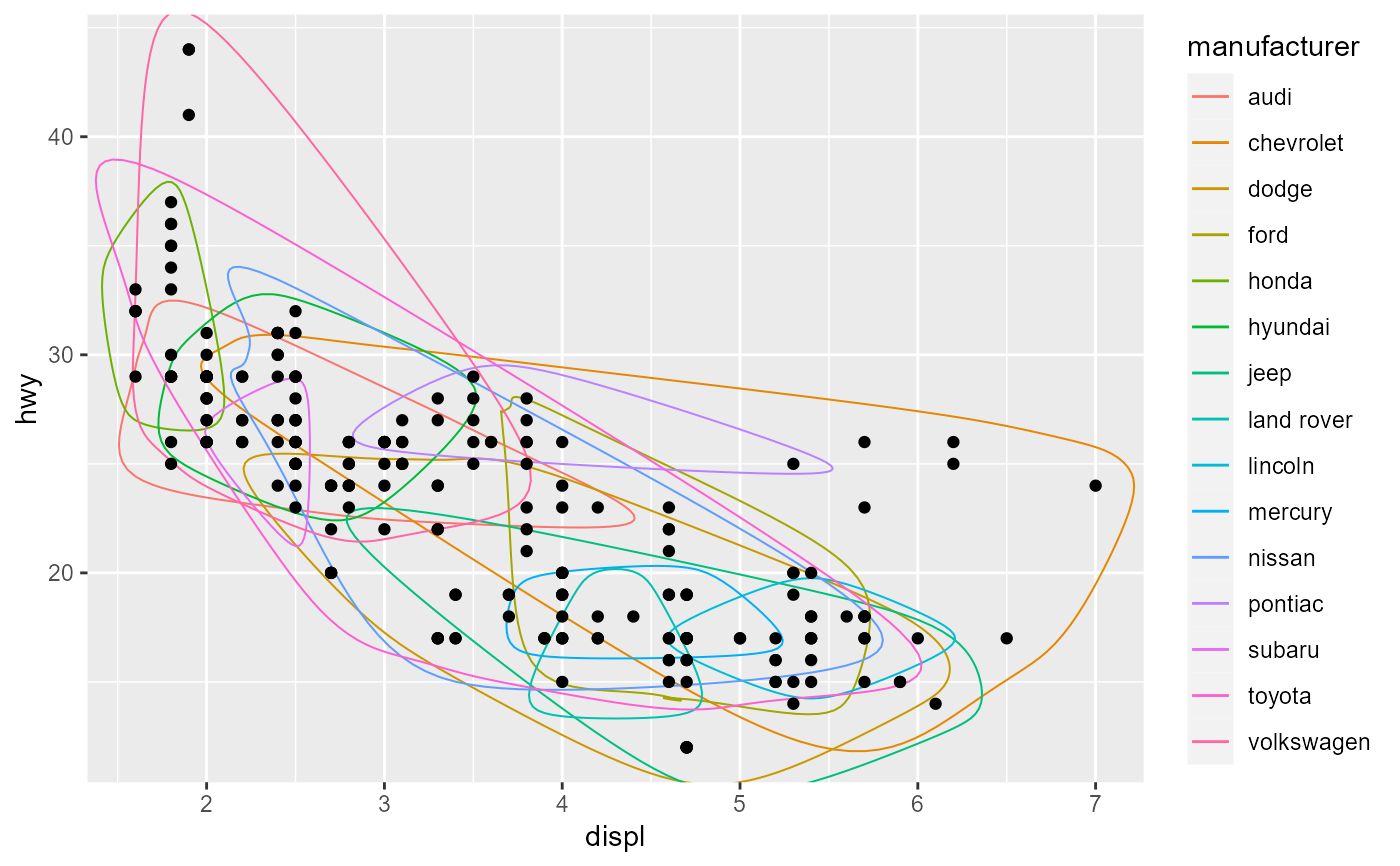 hwy
40
30
20
2 3 4 5 6 7
displ
manufacturer
audi
chevrolet
dodge
ford
honda
hyundai
jeep
land rover
lincoln
mercury
nissan
pontiac
subaru
toyota
volkswagen